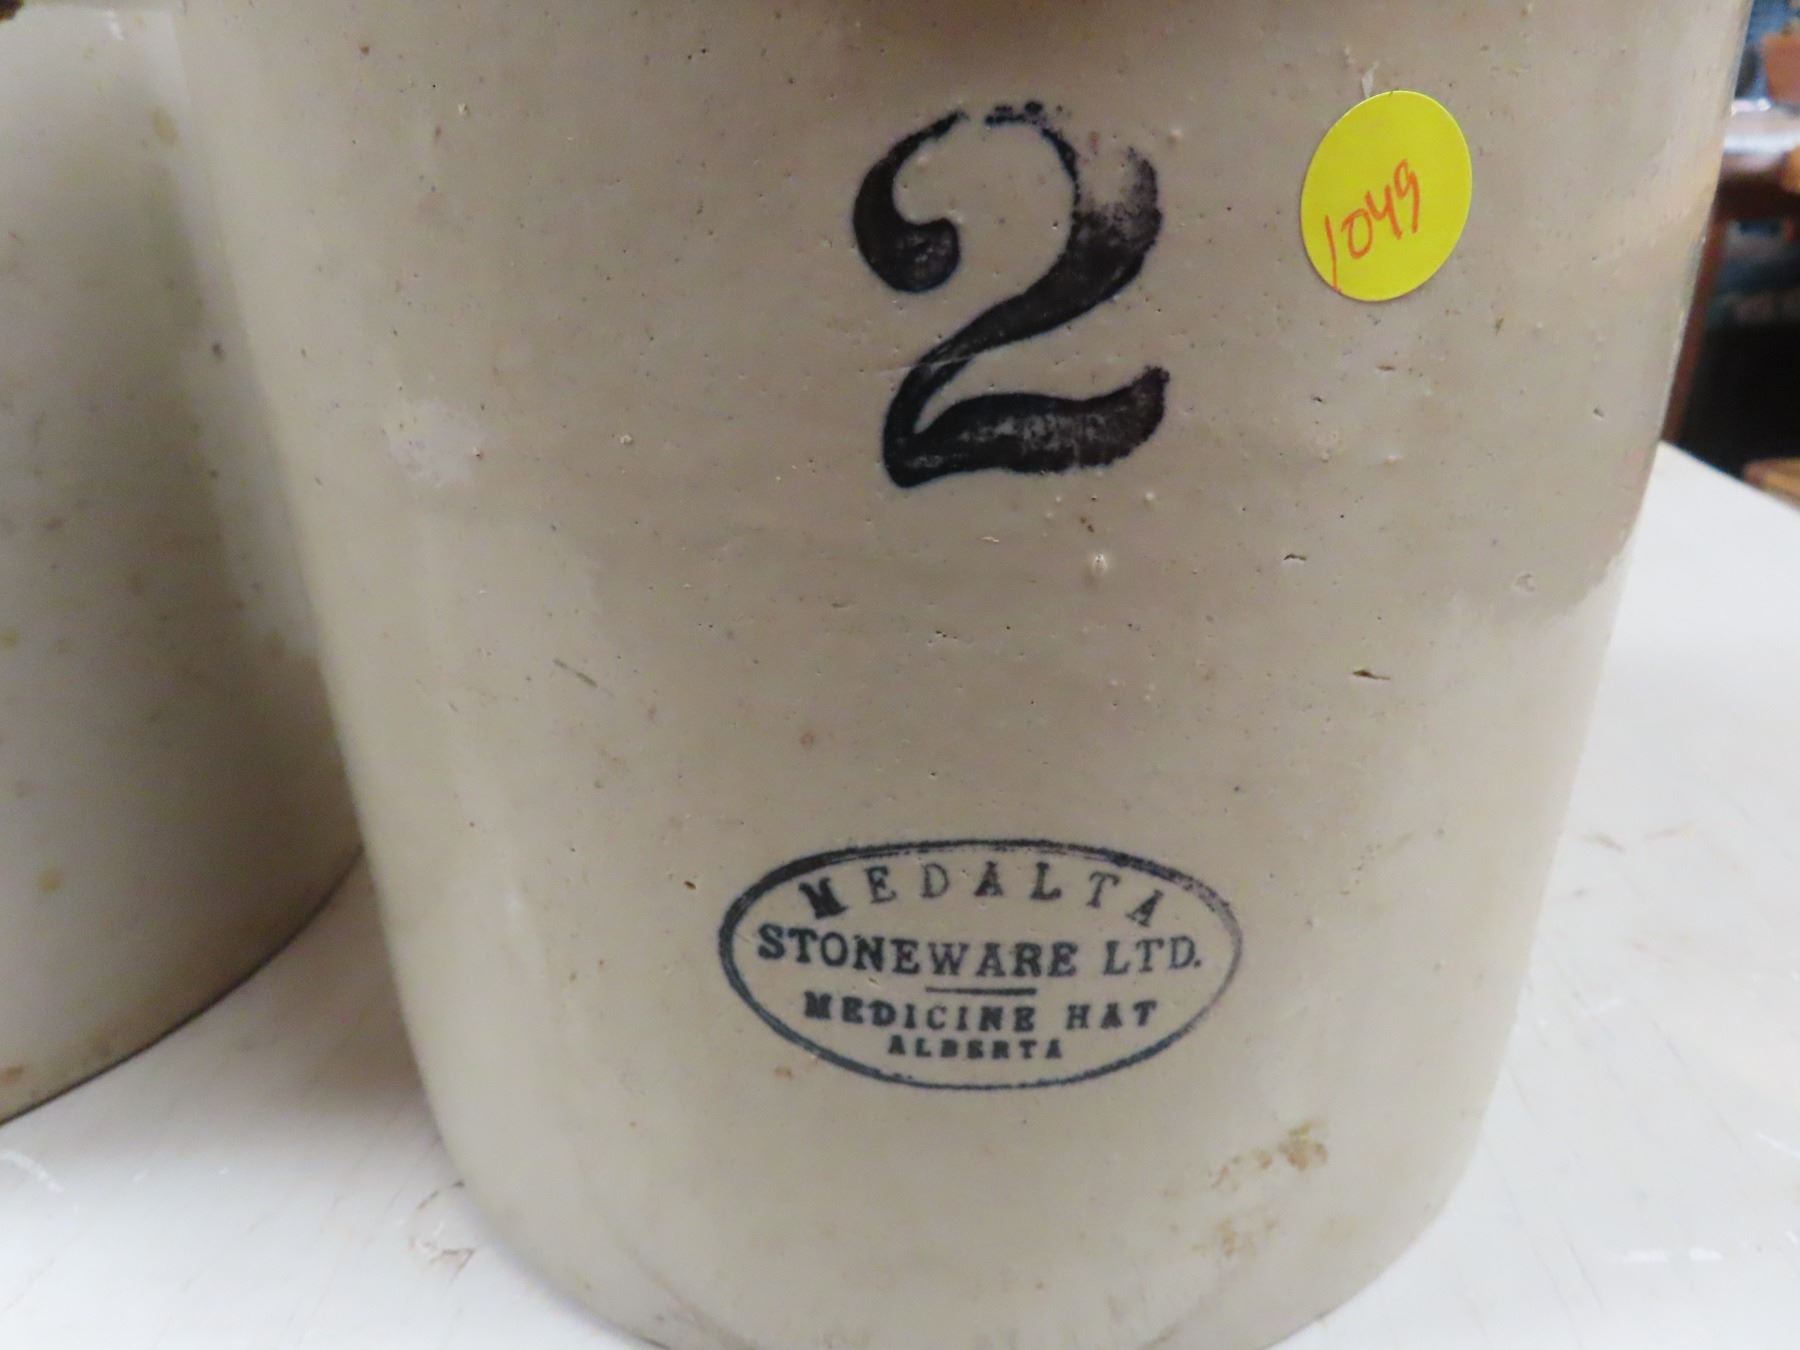 2
1049
MEDALTA
STONEWARE LTD.
MEDICINE HAT
ALBERTA